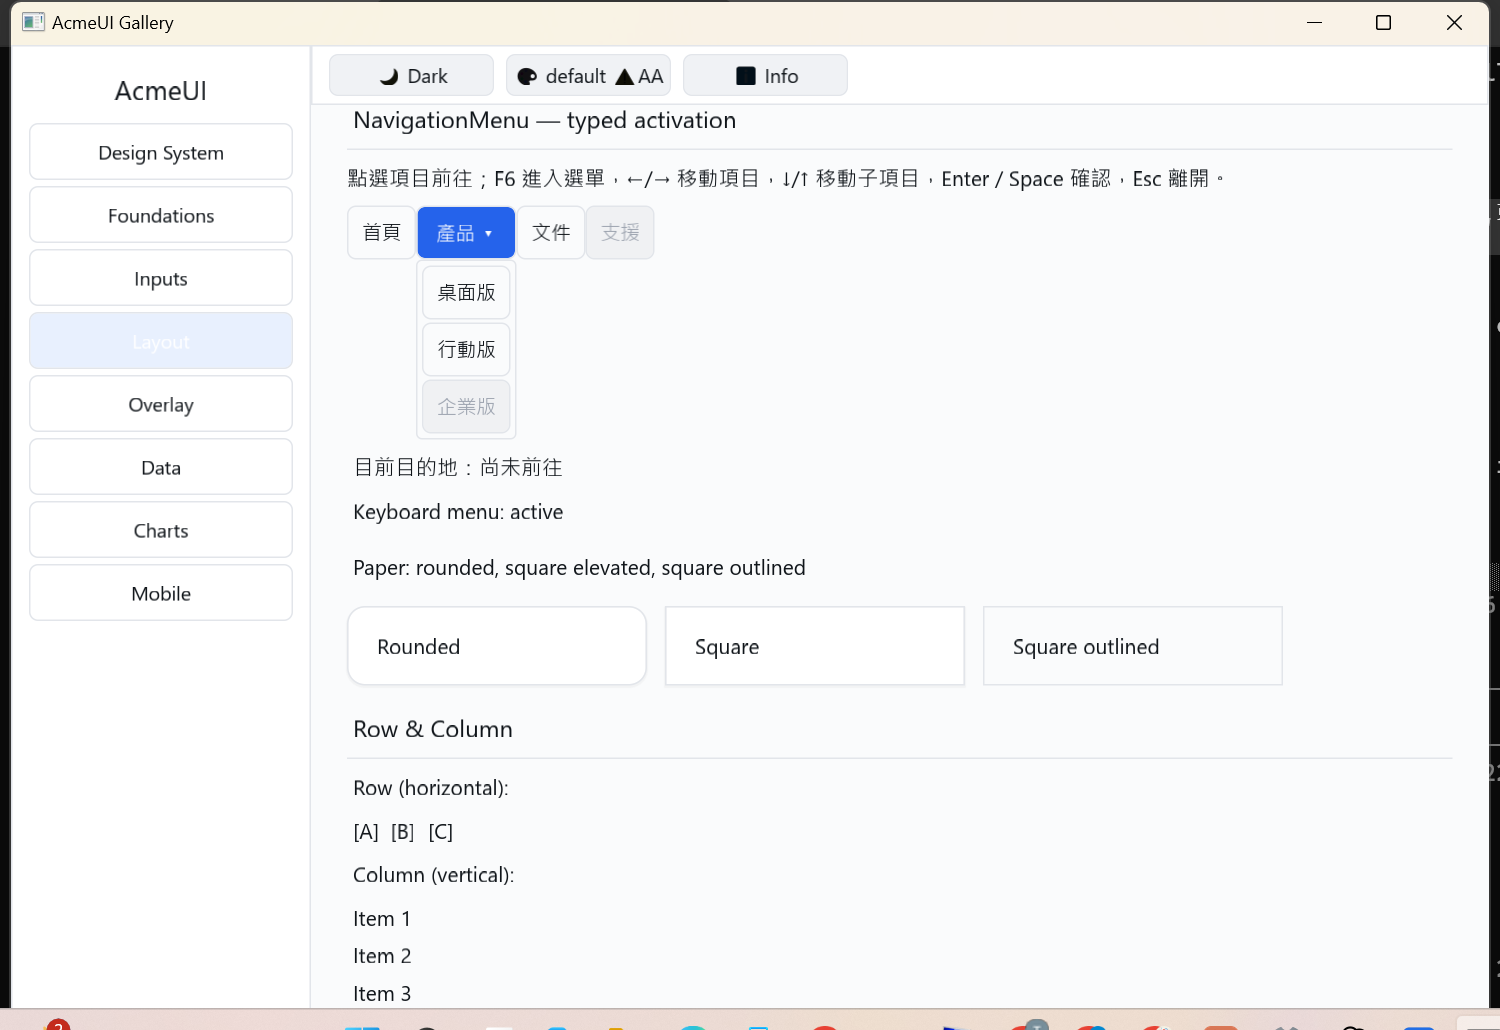 AcmeUI Gallery
AcmeUI
Design System
Foundations
Inputs
Layout
Overlay
Data
Charts
Mobile
Dark
default ▲ AA
Info
NavigationMenu — typed activation
點選項目前往；F6 進入選單，←/→ 移動項目，↓/↑ 移動子項目，Enter / Space 確認，Esc 離開。
首頁 產品 ▾ 文件 支援
桌面版
行動版
企業版
目前目的地：尚未前往
Keyboard menu: active
Paper: rounded, square elevated, square outlined
Rounded
Square
Square outlined
Row & Column
Row (horizontal):
[A] [B] [C]
Column (vertical):
Item 1
Item 2
Item 3